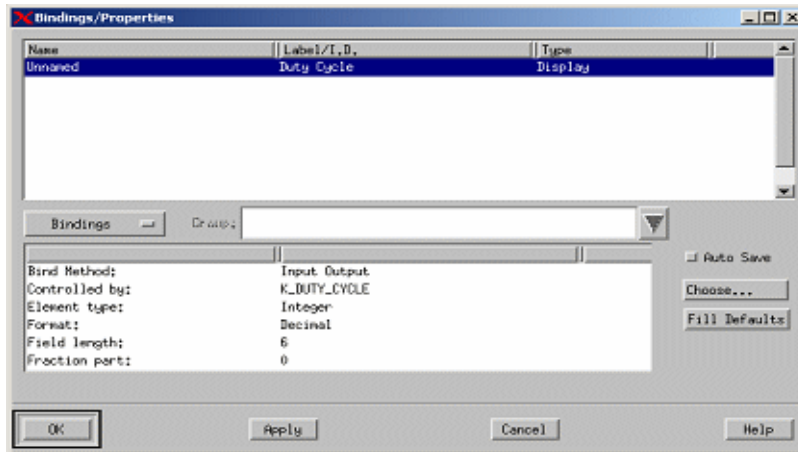 Bindings/Properties
Name Label/I.D. Type
Unnamed Duty Cycle Display
Bindings Group:
Auto Save
Bind Method: Input Output
Controlled by: K_DUTY_CYCLE
Choose...
Element type: Integer
Format: Decimal
Fill Defaults
Field length: 6
Fraction part: 0
OK Apply Cancel Help